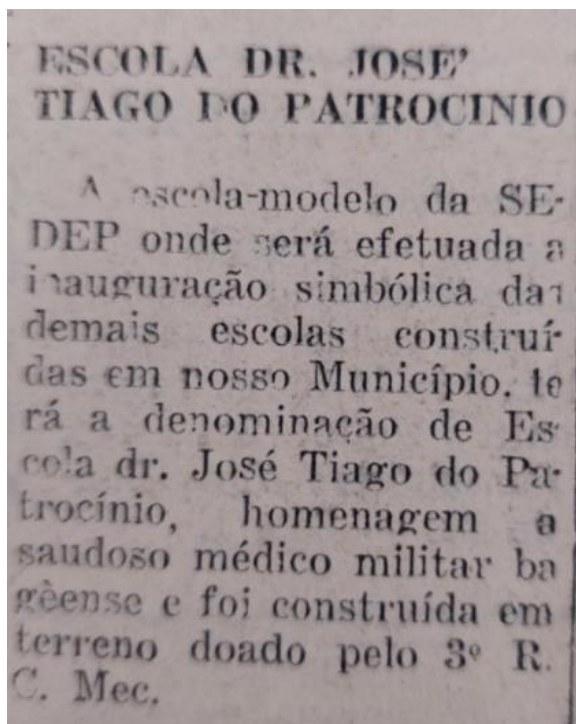 ESCOLA DR. JOSE'
TIAGO DO PATROCINIO
A escola-modelo da SE-
DEP onde será efetuada a
inauguração simbólica das
demais escolas construí-
das em nosso Município, te
rá a denominação de Es-
cola dr. José Tiago do Pa-
trocínio, homenagem a
saudoso médico militar ba
gèense e foi construída em
terreno doado pelo 3º R.
C. Mec.